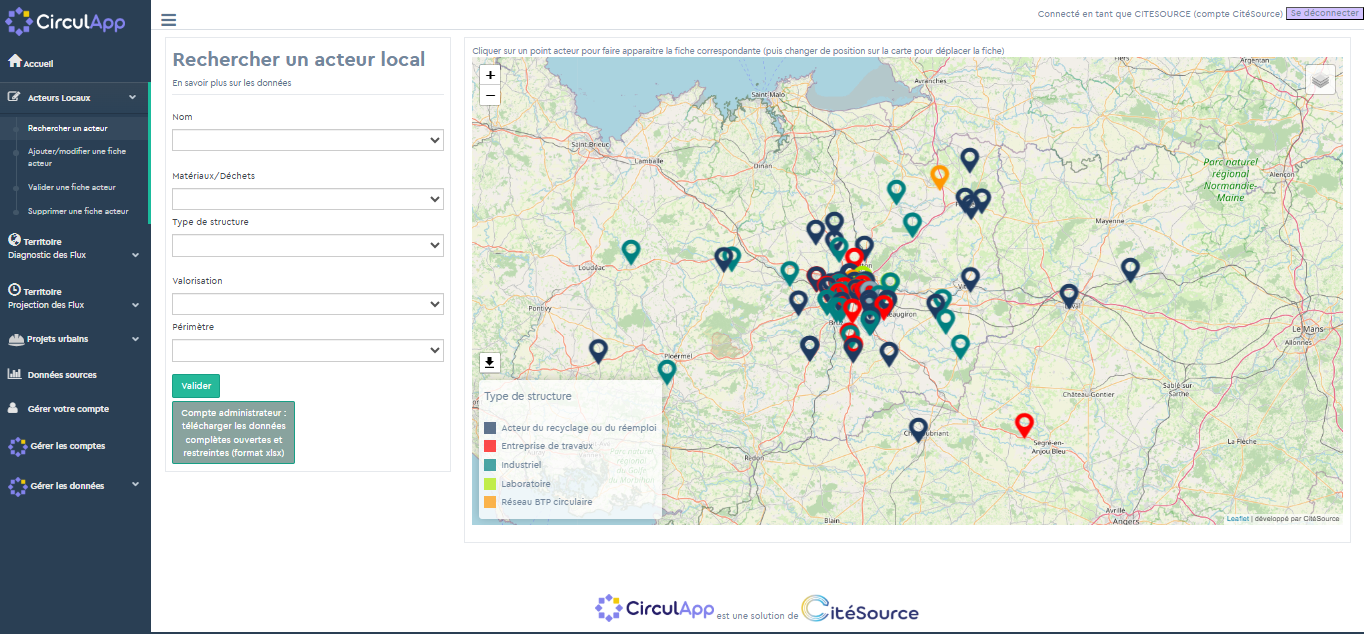 CirculApp
Connecté en tant que CITESOURCE (compte CitéSource) Se déconnecter
Accueil
Acteurs Locaux
Rechercher un acteur
Ajouter/modifier une fiche
acteur
Valider une fiche acteur
Supprimer une fiche acteur
Territoire
Diagnostic des Flux
Territoire
Projection des Flux
Projets urbains
Données sources
Gérer votre compte
Gérer les comptes
Gérer les données
Rechercher un acteur local
En savoir plus sur les données
Nom
Matériaux/Déchets
Type de structure
Valorisation
Périmètre
Valider
Compte administrateur :
télécharger les données
complètes ouvertes et
restreintes (format xlsx)
Cliquer sur un point acteur pour faire apparaitre la fiche correspondante (puis changer de position sur la carte pour déplacer la fiche)
+
−
Flers
Argentan
Avranches
Saint-Malo
Saint-Brieuc
Lamballe
Dinan
Parc naturel
régional
Normandie-
Maine
Alençon
Mayenne
Loudéac
Pontivy
Le Mans
Allonnes
Ploërmel
Sablé-sur-
Sarthe
Château-Gontier
Segré-en-
Anjou Bleu
La Flèche
Redon
Blain
Avrillé
Angers
Type de structure
Acteur du recyclage ou du réemploi
Entreprise de travaux
Industriel
Laboratoire
Réseau BTP circulaire
Leaflet | développé par CitéSource
CirculApp est une solution de CitéSource